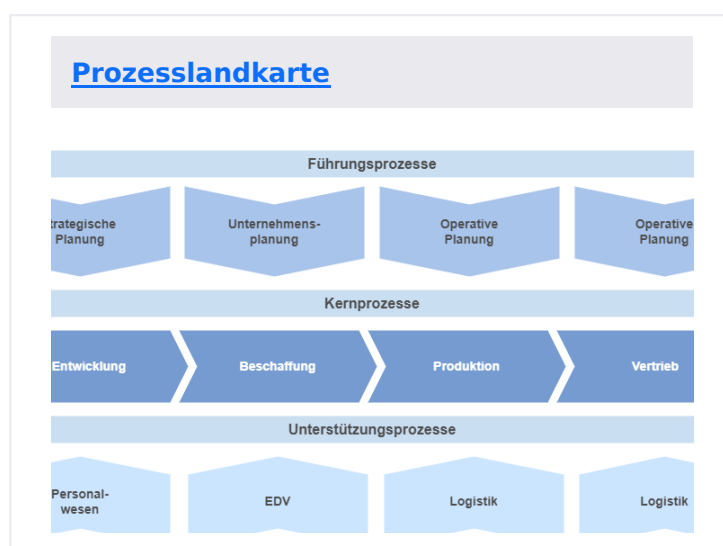 Prozesslandkarte
Führungsprozesse
trategische
Planung
Unternehmens-
planung
Operative
Planung
Operative
Planung
Kernprozesse
Entwicklung
Beschaffung
Produktion
Vertrieb
Unterstützungsprozesse
Personal-
wesen
EDV
Logistik
Logistik